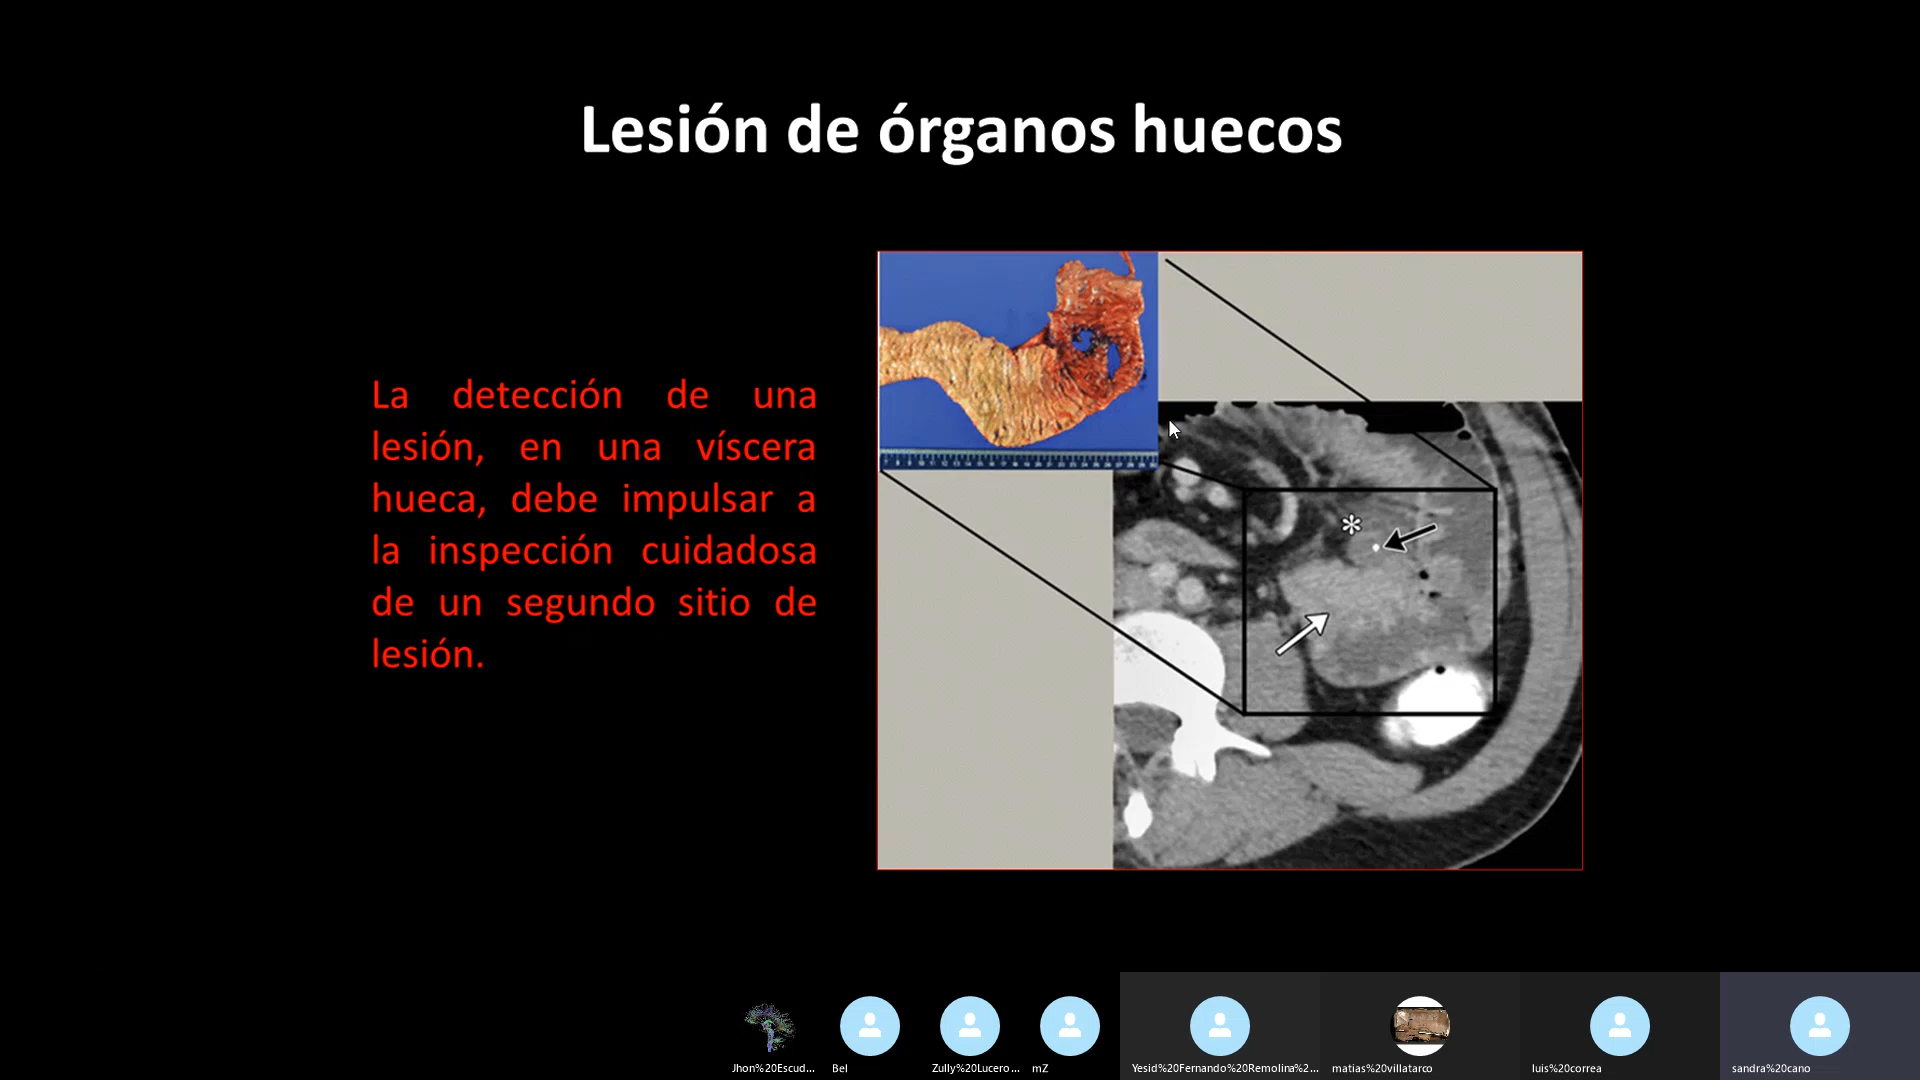 Lesión de órganos huecos
La detección de una
lesión, en una víscera
hueca, debe impulsar a
la inspección cuidadosa
de un segundo sitio de
lesión.
*
Jhon%20Escud...
Bel
Zully%20Lucero...
mZ
Yesid%20Fernando%20Remolina%2...
matias%20villatarco
luis%20correa
sandra%20cano